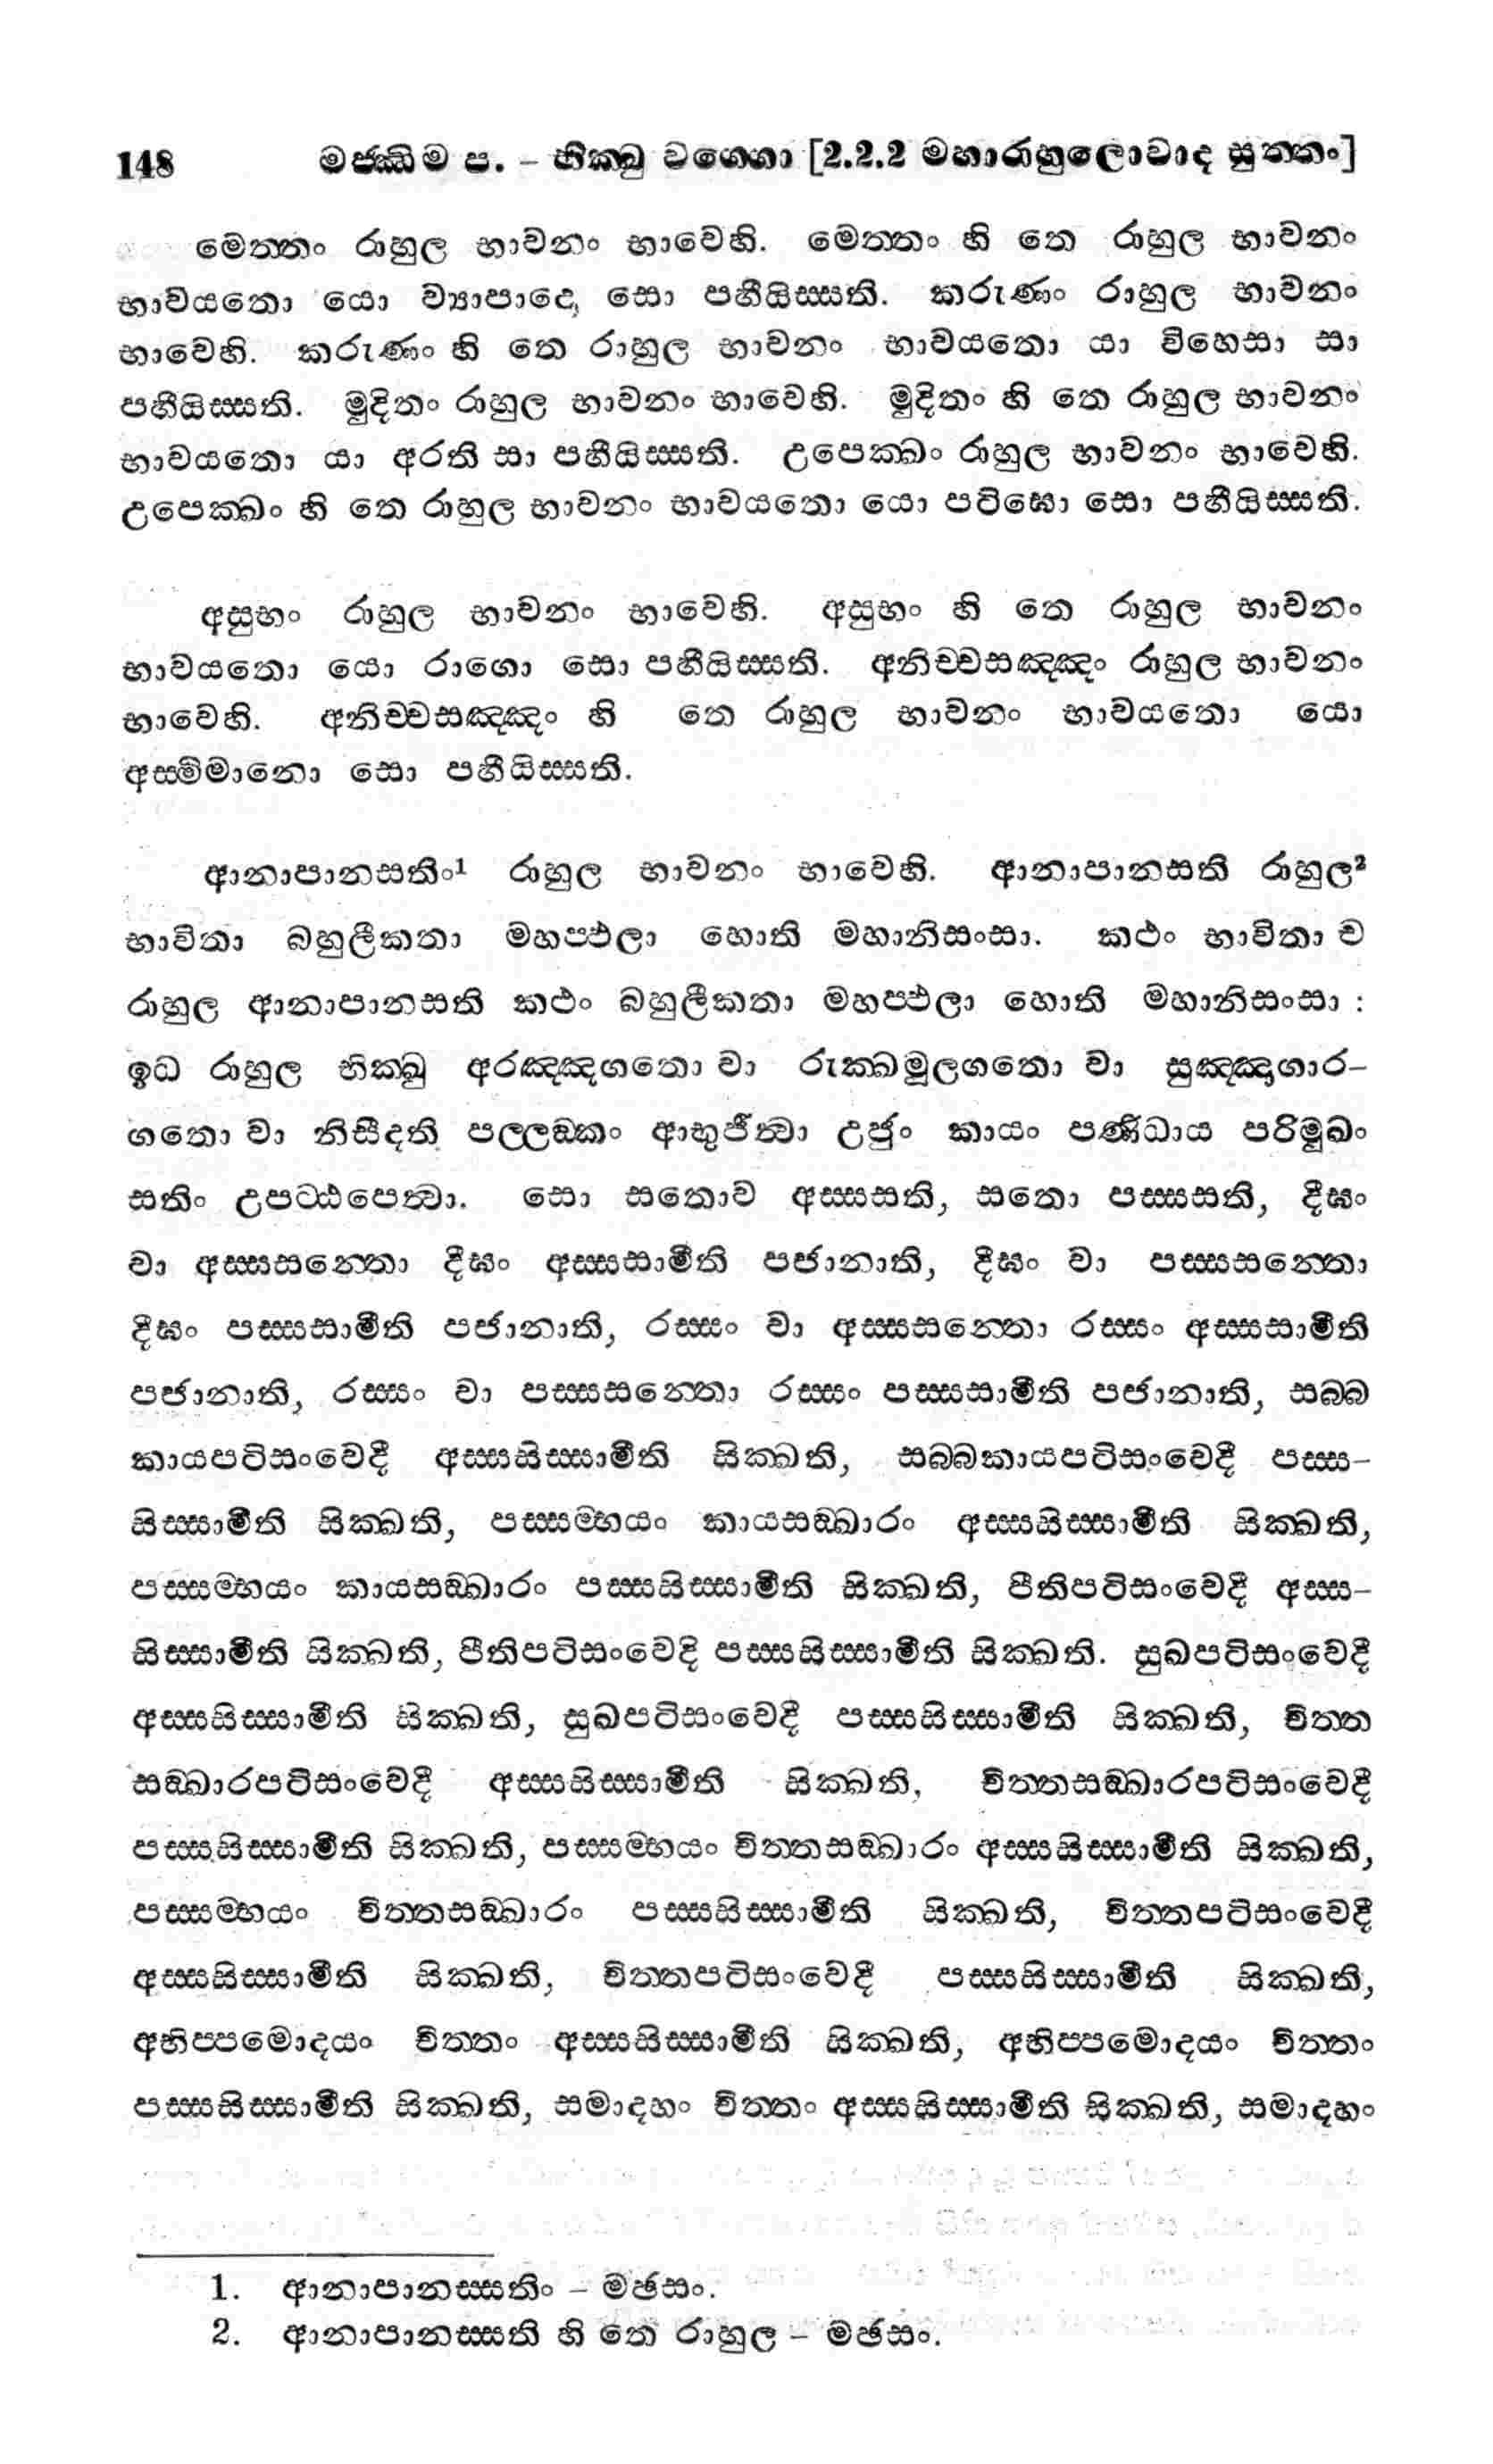 148 මජ්ඣිම ප. – භික්ඛු වග්ගො [2.2.2 මහාරාහුලොවාද සුත්තං]
මෙත්තං රාහුල භාවනං භාවෙහි. මෙත්තං හි තෙ රාහුල භාවනං
භාවයතො යො ව්‍යාපාදො, සො පහීයිස්සති. කරුණං රාහුල භාවනං
භාවෙහි. කරුණං හි තෙ රාහුල භාවනං භාවයතො යා විහෙසා සා
පහීයිස්සති. මුදිතං රාහුල භාවනං භාවෙහි. මුදිතං හි තෙ රාහුල භාවනං
භාවයතො යා අරති සා පහීයිස්සති. උපෙක්ඛං රාහුල භාවනං භාවෙහි.
උපෙක්ඛං හි තෙ රාහුල භාවනං භාවයතො යො පටිඝො සො පහීයිස්සති.
අසුභං රාහුල භාවනං භාවෙහි. අසුභං හි තෙ රාහුල භාවනං
භාවයතො යො රාගො සො පහීයිස්සති. අනිච්චසඤ්ඤං රාහුල භාවනං
භාවෙහි. අනිච්චසඤ්ඤං හි තෙ රාහුල භාවනං භාවයතො යො
අස්මිමානො සො පහීයිස්සති.
ආනාපානසතිං¹ රාහුල භාවනං භාවෙහි. ආනාපානසති රාහුල²
භාවිතා බහුලීකතා මහප්ඵලා හොති මහානිසංසා. කථං භාවිතා ච
රාහුල ආනාපානසති කථං බහුලීකතා මහප්ඵලා හොති මහානිසංසා :
ඉධ රාහුල භික්ඛු අරඤ්ඤගතො වා රුක්ඛමූලගතො වා සුඤ්ඤාගාර–
ගතො වා නිසීදති පල්ලඞ්කං ආභුජිත්‍වා උජුං කායං පණිධාය පරිමුඛං
සතිං උපට්ඨපෙත්‍වා. සො සතොව අස්සසති, සතො පස්සසති, දීඝං
වා අස්සසන්තො දීඝං අස්සසාමීති පජානාති, දීඝං වා පස්සසන්තො
දීඝං පස්සසාමීති පජානාති, රස්සං වා අස්සසන්තො රස්සං අස්සසාමීති
පජානාති, රස්සං වා පස්සසන්තො රස්සං පස්සසාමීති පජානාති, සබ්බ
කායපටිසංවෙදී අස්සසිස්සාමීති සික්ඛති, සබ්බකායපටිසංවෙදී පස්ස–
සිස්සාමීති සික්ඛති, පස්සම්භයං කායසඞ්ඛාරං අස්සසිස්සාමීති සික්ඛති,
පස්සම්භයං කායසඞ්ඛාරං පස්සසිස්සාමීති සික්ඛති, පීතිපටිසංවෙදී අස්ස–
සිස්සාමීති සික්ඛති, පීතිපටිසංවෙදි පස්සසිස්සාමීති සික්ඛති. සුඛපටිසංවෙදී
අස්සසිස්සාමීති සික්ඛති, සුඛපටිසංවෙදී පස්සසිස්සාමීති සික්ඛති, චිත්ත
සඞ්ඛාරපටිසංවෙදී අස්සසිස්සාමීති සික්ඛති, චිත්තසඞ්ඛාරපටිසංවෙදී
පස්සසිස්සාමීති සික්ඛති, පස්සම්භයං චිත්තසඞ්ඛාරං අස්සසිස්සාමීති සික්ඛති,
පස්සම්භයං චිත්තසඞ්ඛාරං පස්සසිස්සාමීති සික්ඛති, චිත්තපටිසංවෙදී
අස්සසිස්සාමීති සික්ඛති, චිත්තපටිසංවෙදී පස්සසිස්සාමීති සික්ඛති,
අභිප්පමොදයං චිත්තං අස්සසිස්සාමීති සික්ඛති, අභිප්පමොදයං චිත්තං
පස්සසිස්සාමීති සික්ඛති, සමාදහං චිත්තං අස්සසිස්සාමීති සික්ඛති, සමාදහං
1. ආනාපානස්සතිං – මඡසං.
2. ආනාපානස්සති හි තෙ රාහුල – මඡසං.